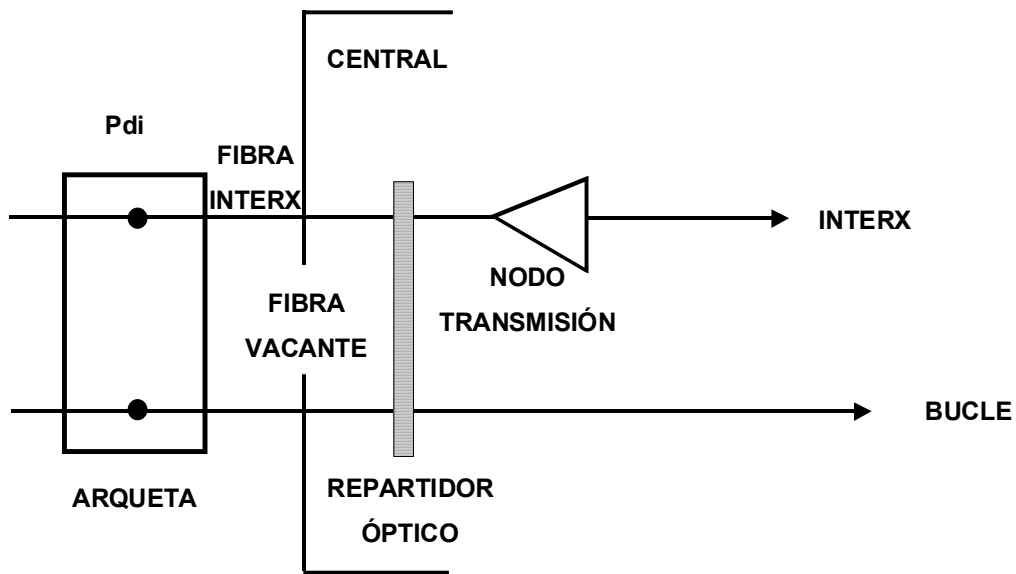 CENTRAL
Pdi
FIBRA
INTERX
INTERX
NODO
TRANSMISIÓN
FIBRA
VACANTE
BUCLE
ARQUETA
REPARTIDOR
ÓPTICO